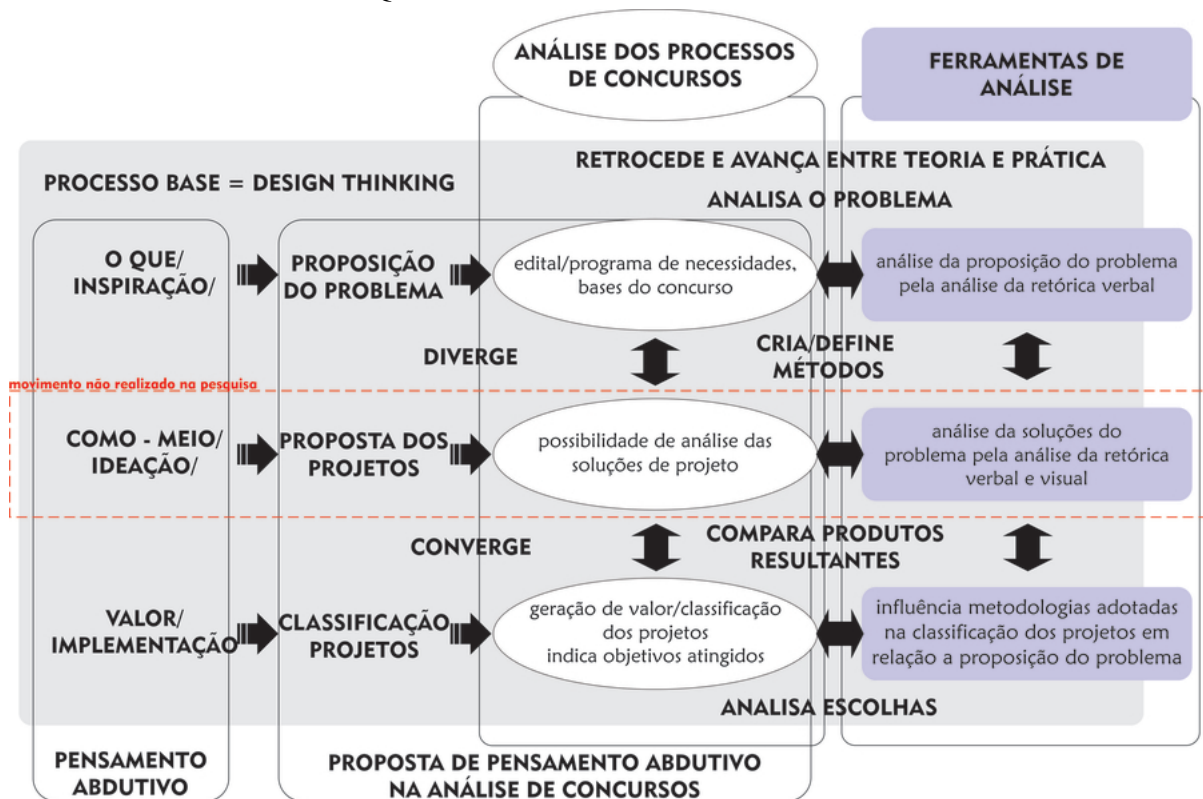 ANÁLISE DOS PROCESSOS
DE CONCURSOS
FERRAMENTAS DE
ANÁLISE
RETROCEDE E AVANÇA ENTRE TEORIA E PRÁTICA
PROCESSO BASE = DESIGN THINKING
ANALISA O PROBLEMA
O QUE/
INSPIRAÇÃO/
PROPOSIÇÃO
DO PROBLEMA
edital/programa de necessidades,
bases do concurso
análise da proposição do problema
pela análise da retórica verbal
DIVERGE
CRIA/DEFINE
MÉTODOS
movimento não realizado na pesquisa
COMO - MEIO/
IDEAÇÃO/
PROPOSTA DOS
PROJETOS
possibilidade de análise das
soluções de projeto
análise da soluções do
problema pela análise da retórica
verbal e visual
CONVERGE
COMPARA PRODUTOS
RESULTANTES
VALOR/
IMPLEMENTAÇÃO
CLASSIFICAÇÃO
PROJETOS
geração de valor/classificação
dos projetos
indica objetivos atingidos
influência metodologias adotadas
na classificação dos projetos em
relação a proposição do problema
ANALISA ESCOLHAS
PENSAMENTO
ABDUTIVO
PROPOSTA DE PENSAMENTO ABDUTIVO
NA ANÁLISE DE CONCURSOS